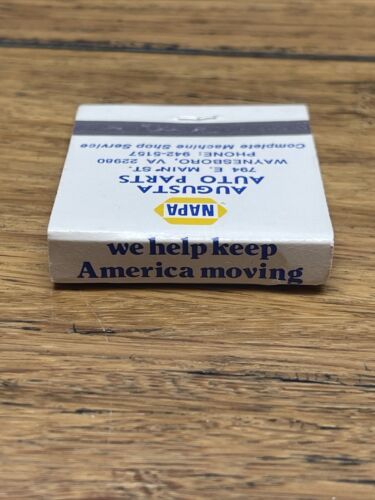 we help keep
America moving
NAPA
AUGUSTA
AUTO PARTS
794 E. MAIN ST.
WAYNESBORO, VA 22980
PHONE: 942-5157
Complete Machine Shop Service